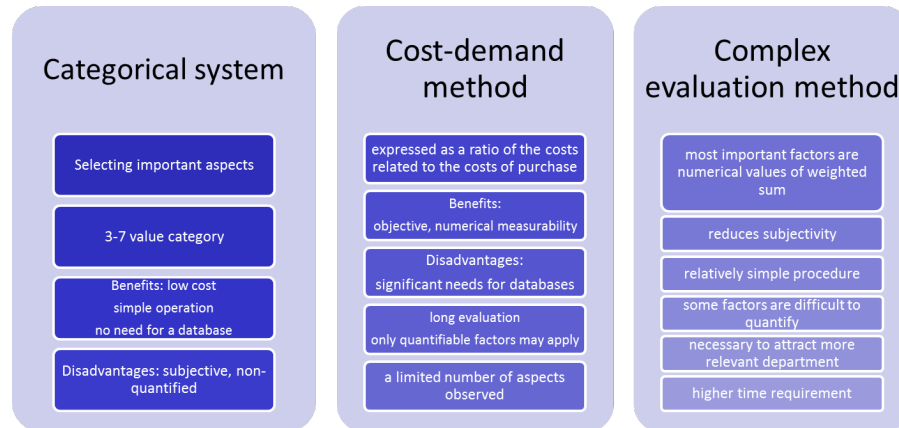 Categorical system
Selecting important aspects
3-7 value category
Benefits: low cost
simple operation
no need for a database
Disadvantages: subjective, non-
quantified
Cost-demand
method
expressed as a ratio of the costs
related to the costs of purchase
Benefits:
objective, numerical measurability
Disadvantages:
significant needs for databases
long evaluation
only quantifiable factors may apply
a limited number of aspects
observed
Complex
evaluation method
most important factors are
numerical values of weighted
sum
reduces subjectivity
relatively simple procedure
some factors are difficult to
quantify
necessary to attract more
relevant department
higher time requirement